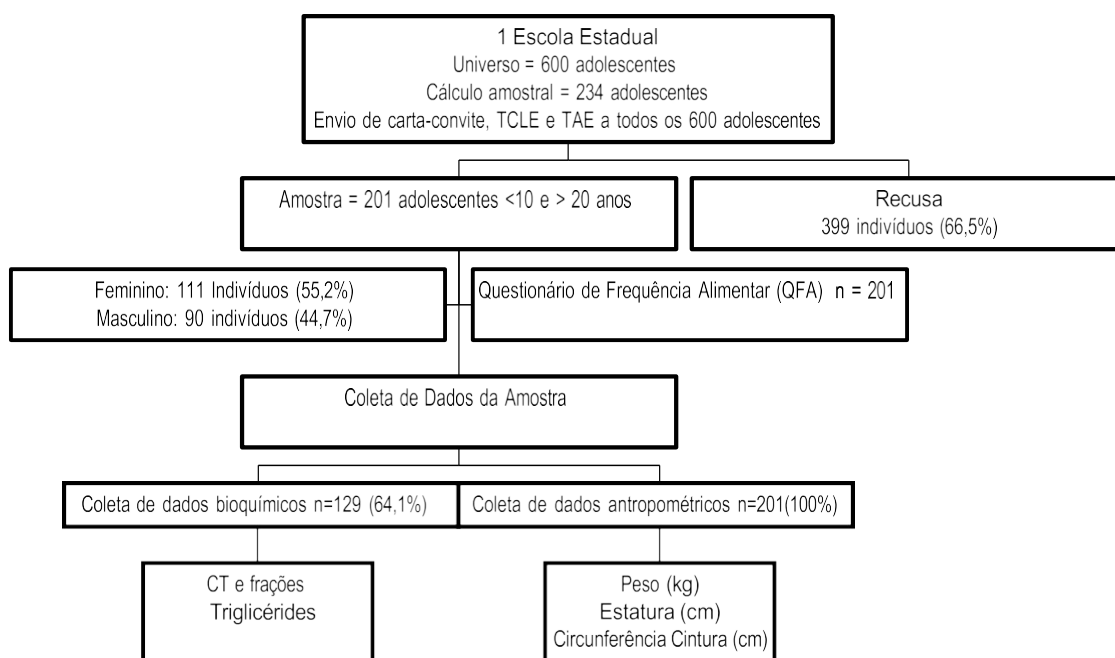 1 Escola Estadual
Universo = 600 adolescentes
Cálculo amostral = 234 adolescentes
Envio de carta-convite, TCLE e TAE a todos os 600 adolescentes
Amostra = 201 adolescentes <10 e > 20 anos
Recusa
399 indivíduos (66,5%)
Feminino: 111 Indivíduos (55,2%)
Masculino: 90 indivíduos (44,7%)
Questionário de Frequência Alimentar (QFA) n = 201
Coleta de Dados da Amostra
Coleta de dados bioquímicos n=129 (64,1%)
Coleta de dados antropométricos n=201(100%)
CT e frações
Triglicérides
Peso (kg)
Estatura (cm)
Circunferência Cintura (cm)